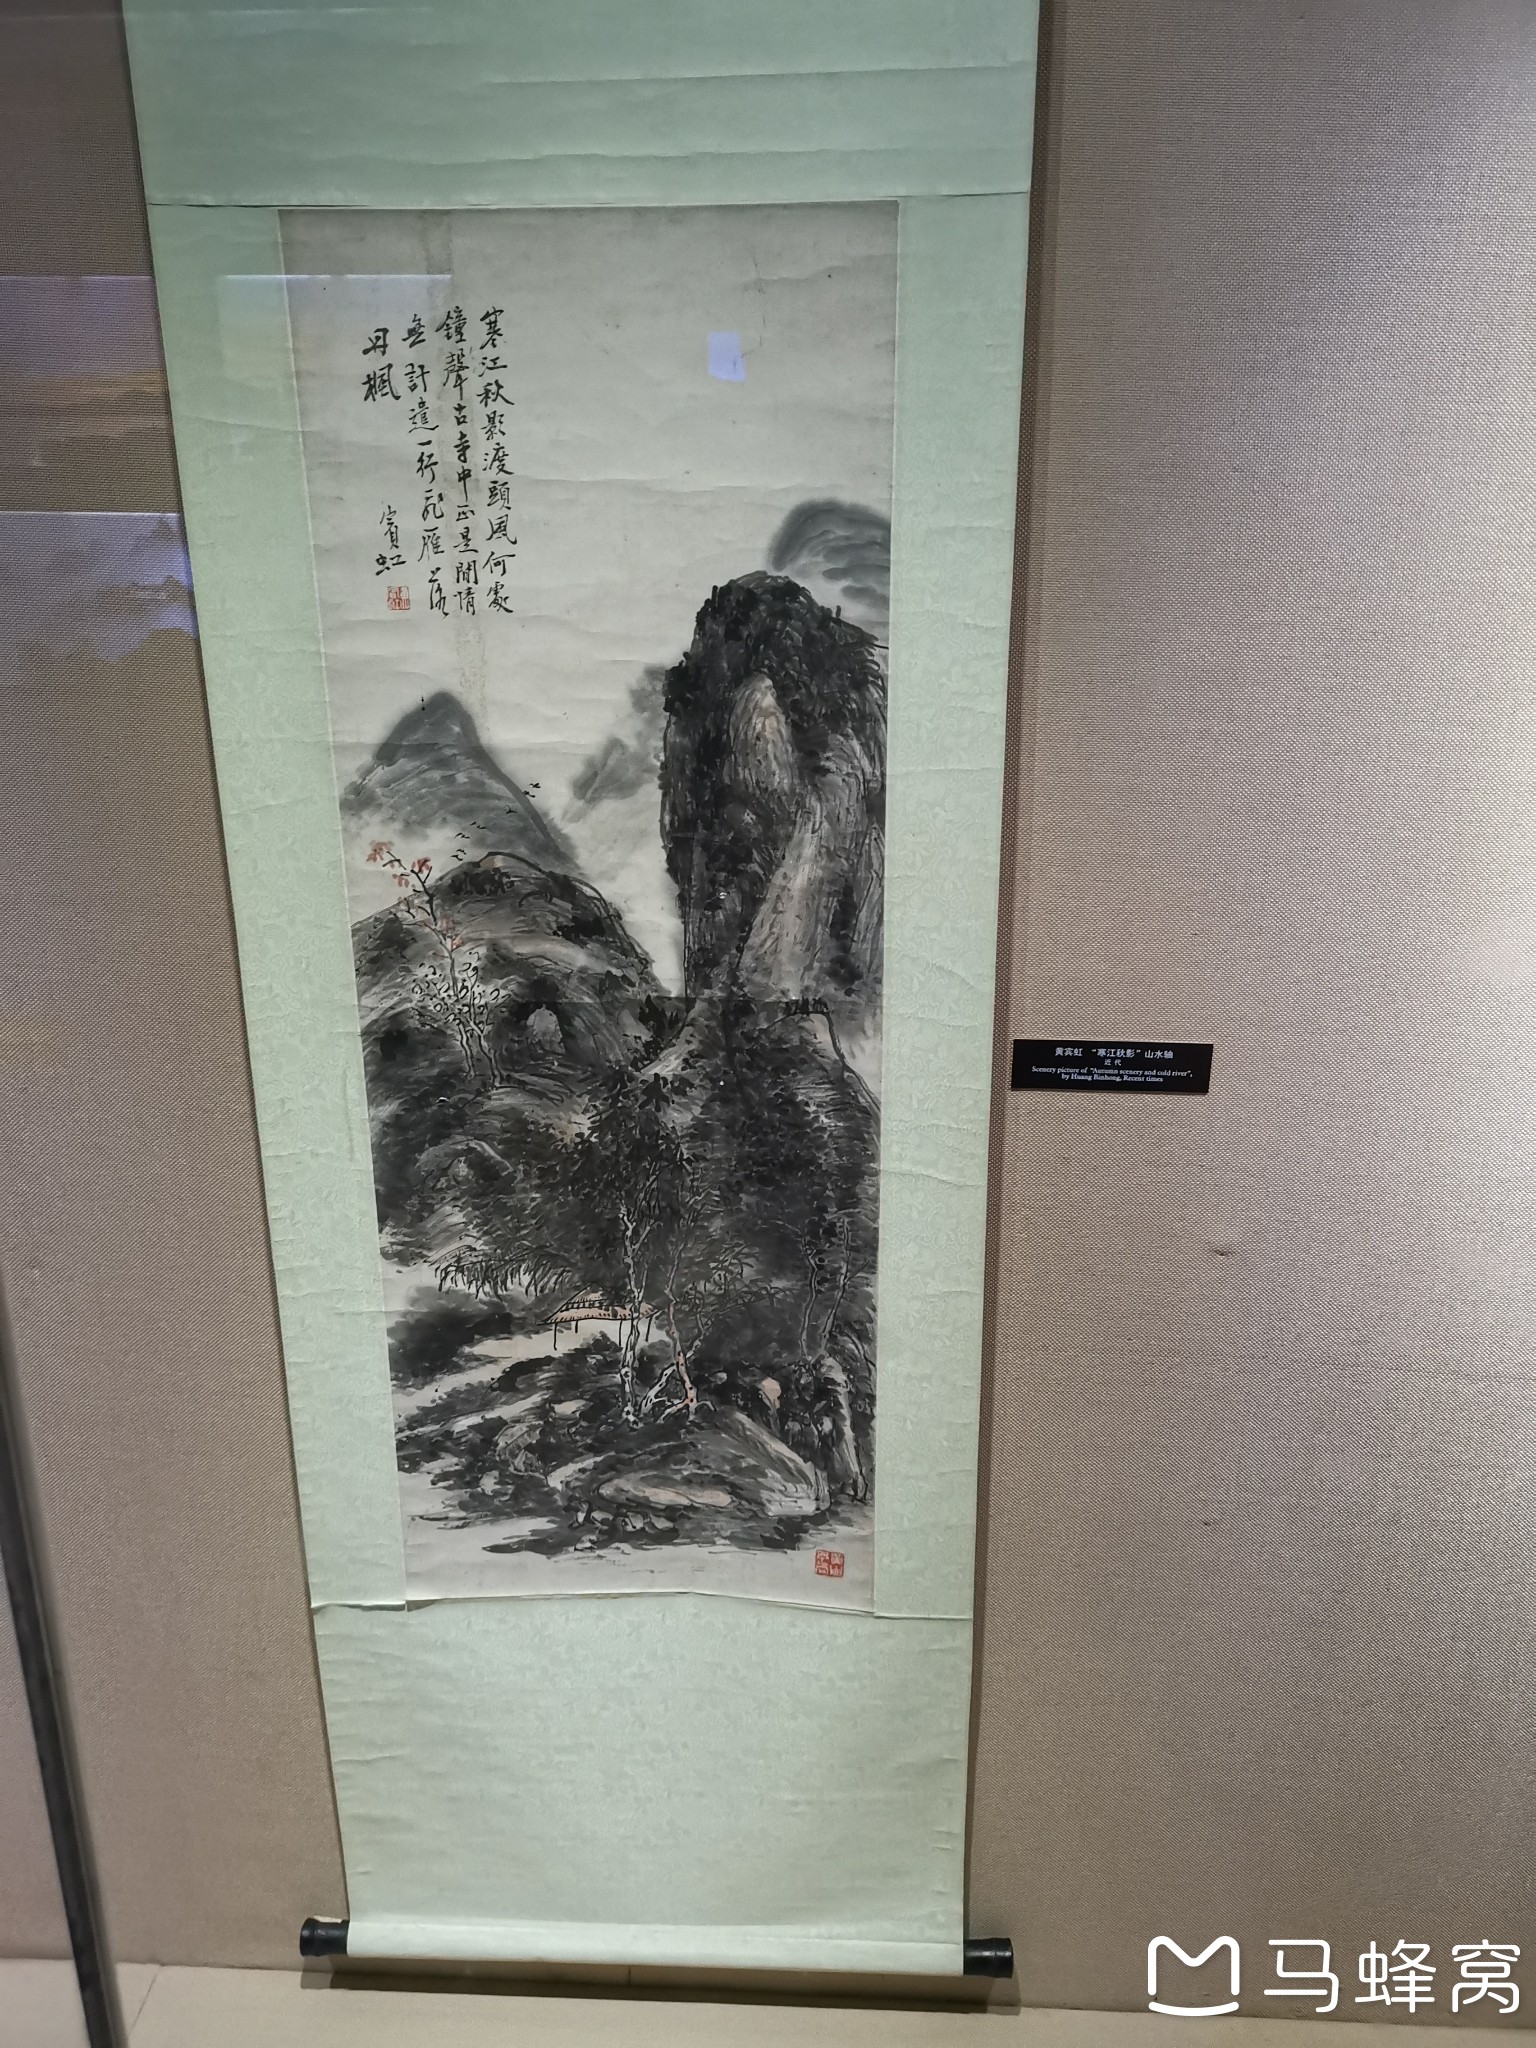 寒江秋影渡頭風何處
鐘聲古寺中正是閒情
無計遣一行飛雁落
丹楓
賓虹
黄宾虹 “寒江秋影”山水轴
近代
Scenery picture of "Autumn scenery and cold river",
by Huang Binhong, Recent times
马蜂窝